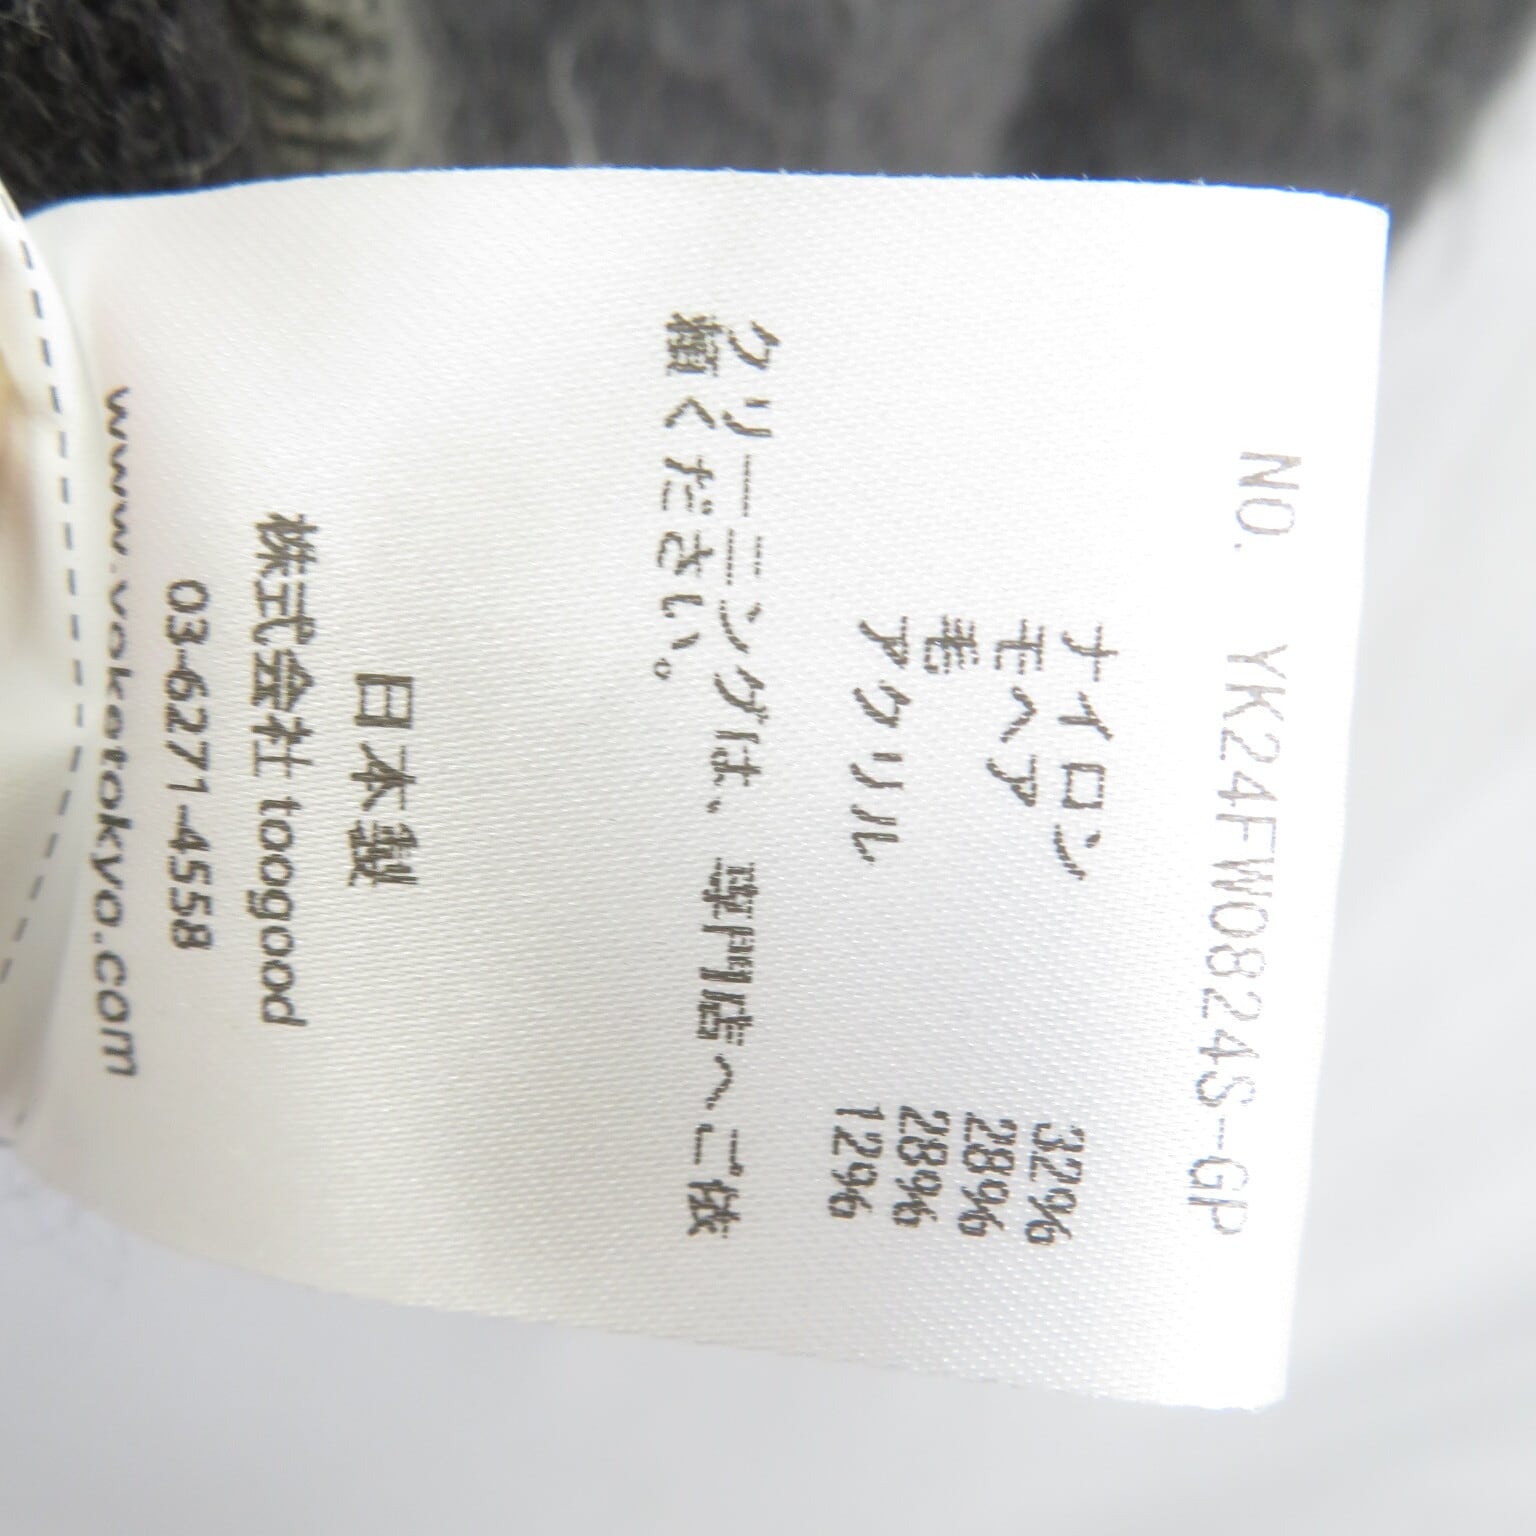 NO. YK24FW0824S-GP
ナイロン 32%
モヘア 28%
毛 28%
アクリル 12%
クリーニングは、専門店へご依
頼ください。
日本製
株式会社 toogood
03-6271-4558
www.yoketokyo.com